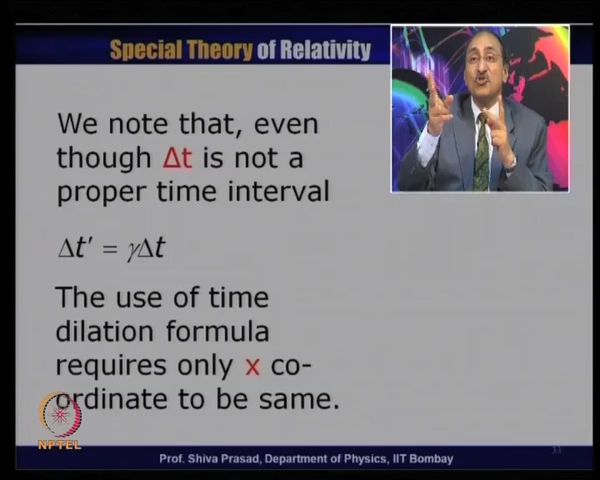 Special Theory of Relativity
We note that, even
though Δt is not a
proper time interval
Δt′ = γΔt
The use of time
dilation formula
requires only x co-
ordinate to be same.
NPTEL
Prof. Shiva Prasad, Department of Physics, IIT Bombay
33